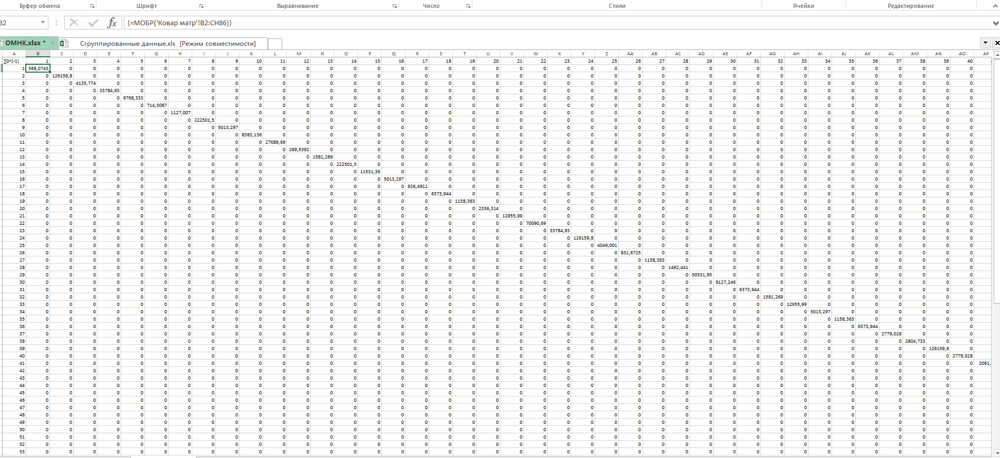 Буфер обмена Шрифт Выравнивание Число Стили Ячейки Редактирование
B2 fx {=МОБР('Ковар матр'!B2:CH86)}
ОМНК.xlsx * Сгруппированные данные.xls [Режим совместимости]
A B C D E F G H I J K L M N O P Q R S T U V W X Y Z AA AB AC AD AE AF AG AH AI AJ AK AL AM AN AO AP
∑0^(-1) 1 2 3 4 5 6 7 8 9 10 11 12 13 14 15 16 17 18 19 20 21 22 23 24 25 26 27 28 29 30 31 32 33 34 35 36 37 38 39 40
1 569,0743 0 0 0 0 0 0 0 0 0 0 0 0 0 0 0 0 0 0 0 0 0 0 0 0 0 0 0 0 0 0 0 0 0 0 0 0 0 0 0
2 0 126159,8 0 0 0 0 0 0 0 0 0 0 0 0 0 0 0 0 0 0 0 0 0 0 0 0 0 0 0 0 0 0 0 0 0 0 0 0 0 0
3 0 0 4135,774 0 0 0 0 0 0 0 0 0 0 0 0 0 0 0 0 0 0 0 0 0 0 0 0 0 0 0 0 0 0 0 0 0 0 0 0 0
4 0 0 0 33784,93 0 0 0 0 0 0 0 0 0 0 0 0 0 0 0 0 0 0 0 0 0 0 0 0 0 0 0 0 0 0 0 0 0 0 0 0
5 0 0 0 0 6768,333 0 0 0 0 0 0 0 0 0 0 0 0 0 0 0 0 0 0 0 0 0 0 0 0 0 0 0 0 0 0 0 0 0 0 0
6 0 0 0 0 0 714,5087 0 0 0 0 0 0 0 0 0 0 0 0 0 0 0 0 0 0 0 0 0 0 0 0 0 0 0 0 0 0 0 0 0 0
7 0 0 0 0 0 0 1127,007 0 0 0 0 0 0 0 0 0 0 0 0 0 0 0 0 0 0 0 0 0 0 0 0 0 0 0 0 0 0 0 0 0
8 0 0 0 0 0 0 0 222501,5 0 0 0 0 0 0 0 0 0 0 0 0 0 0 0 0 0 0 0 0 0 0 0 0 0 0 0 0 0 0 0 0
9 0 0 0 0 0 0 0 0 5013,297 0 0 0 0 0 0 0 0 0 0 0 0 0 0 0 0 0 0 0 0 0 0 0 0 0 0 0 0 0 0 0
10 0 0 0 0 0 0 0 0 0 8383,136 0 0 0 0 0 0 0 0 0 0 0 0 0 0 0 0 0 0 0 0 0 0 0 0 0 0 0 0 0 0
11 0 0 0 0 0 0 0 0 0 0 27089,69 0 0 0 0 0 0 0 0 0 0 0 0 0 0 0 0 0 0 0 0 0 0 0 0 0 0 0 0 0
12 0 0 0 0 0 0 0 0 0 0 0 269,5392 0 0 0 0 0 0 0 0 0 0 0 0 0 0 0 0 0 0 0 0 0 0 0 0 0 0 0 0
13 0 0 0 0 0 0 0 0 0 0 0 0 1581,269 0 0 0 0 0 0 0 0 0 0 0 0 0 0 0 0 0 0 0 0 0 0 0 0 0 0 0
14 0 0 0 0 0 0 0 0 0 0 0 0 0 222501,5 0 0 0 0 0 0 0 0 0 0 0 0 0 0 0 0 0 0 0 0 0 0 0 0 0 0
15 0 0 0 0 0 0 0 0 0 0 0 0 0 0 11531,36 0 0 0 0 0 0 0 0 0 0 0 0 0 0 0 0 0 0 0 0 0 0 0 0 0
16 0 0 0 0 0 0 0 0 0 0 0 0 0 0 0 5013,297 0 0 0 0 0 0 0 0 0 0 0 0 0 0 0 0 0 0 0 0 0 0 0 0
17 0 0 0 0 0 0 0 0 0 0 0 0 0 0 0 0 926,4911 0 0 0 0 0 0 0 0 0 0 0 0 0 0 0 0 0 0 0 0 0 0 0
18 0 0 0 0 0 0 0 0 0 0 0 0 0 0 0 0 0 6373,944 0 0 0 0 0 0 0 0 0 0 0 0 0 0 0 0 0 0 0 0 0 0
19 0 0 0 0 0 0 0 0 0 0 0 0 0 0 0 0 0 0 1158,363 0 0 0 0 0 0 0 0 0 0 0 0 0 0 0 0 0 0 0 0 0
20 0 0 0 0 0 0 0 0 0 0 0 0 0 0 0 0 0 0 0 2336,314 0 0 0 0 0 0 0 0 0 0 0 0 0 0 0 0 0 0 0 0
21 0 0 0 0 0 0 0 0 0 0 0 0 0 0 0 0 0 0 0 0 12955,99 0 0 0 0 0 0 0 0 0 0 0 0 0 0 0 0 0 0 0
22 0 0 0 0 0 0 0 0 0 0 0 0 0 0 0 0 0 0 0 0 0 70090,69 0 0 0 0 0 0 0 0 0 0 0 0 0 0 0 0 0 0
23 0 0 0 0 0 0 0 0 0 0 0 0 0 0 0 0 0 0 0 0 0 0 33784,93 0 0 0 0 0 0 0 0 0 0 0 0 0 0 0 0 0
24 0 0 0 0 0 0 0 0 0 0 0 0 0 0 0 0 0 0 0 0 0 0 0 126159,8 0 0 0 0 0 0 0 0 0 0 0 0 0 0 0 0
25 0 0 0 0 0 0 0 0 0 0 0 0 0 0 0 0 0 0 0 0 0 0 0 0 4049,001 0 0 0 0 0 0 0 0 0 0 0 0 0 0 0
26 0 0 0 0 0 0 0 0 0 0 0 0 0 0 0 0 0 0 0 0 0 0 0 0 0 831,6725 0 0 0 0 0 0 0 0 0 0 0 0 0 0
27 0 0 0 0 0 0 0 0 0 0 0 0 0 0 0 0 0 0 0 0 0 0 0 0 0 0 1158,363 0 0 0 0 0 0 0 0 0 0 0 0 0
28 0 0 0 0 0 0 0 0 0 0 0 0 0 0 0 0 0 0 0 0 0 0 0 0 0 0 0 1492,441 0 0 0 0 0 0 0 0 0 0 0 0
29 0 0 0 0 0 0 0 0 0 0 0 0 0 0 0 0 0 0 0 0 0 0 0 0 0 0 0 0 50531,95 0 0 0 0 0 0 0 0 0 0 0
30 0 0 0 0 0 0 0 0 0 0 0 0 0 0 0 0 0 0 0 0 0 0 0 0 0 0 0 0 0 9127,246 0 0 0 0 0 0 0 0 0 0
31 0 0 0 0 0 0 0 0 0 0 0 0 0 0 0 0 0 0 0 0 0 0 0 0 0 0 0 0 0 0 6373,944 0 0 0 0 0 0 0 0 0
32 0 0 0 0 0 0 0 0 0 0 0 0 0 0 0 0 0 0 0 0 0 0 0 0 0 0 0 0 0 0 0 1581,269 0 0 0 0 0 0 0 0
33 0 0 0 0 0 0 0 0 0 0 0 0 0 0 0 0 0 0 0 0 0 0 0 0 0 0 0 0 0 0 0 0 12955,99 0 0 0 0 0 0 0
34 0 0 0 0 0 0 0 0 0 0 0 0 0 0 0 0 0 0 0 0 0 0 0 0 0 0 0 0 0 0 0 0 0 5013,297 0 0 0 0 0 0
35 0 0 0 0 0 0 0 0 0 0 0 0 0 0 0 0 0 0 0 0 0 0 0 0 0 0 0 0 0 0 0 0 0 0 1158,363 0 0 0 0 0
36 0 0 0 0 0 0 0 0 0 0 0 0 0 0 0 0 0 0 0 0 0 0 0 0 0 0 0 0 0 0 0 0 0 0 0 6373,944 0 0 0 0
37 0 0 0 0 0 0 0 0 0 0 0 0 0 0 0 0 0 0 0 0 0 0 0 0 0 0 0 0 0 0 0 0 0 0 0 0 2779,028 0 0 0
38 0 0 0 0 0 0 0 0 0 0 0 0 0 0 0 0 0 0 0 0 0 0 0 0 0 0 0 0 0 0 0 0 0 0 0 0 0 2804,733 0 0
39 0 0 0 0 0 0 0 0 0 0 0 0 0 0 0 0 0 0 0 0 0 0 0 0 0 0 0 0 0 0 0 0 0 0 0 0 0 0 126159,8 0
40 0 0 0 0 0 0 0 0 0 0 0 0 0 0 0 0 0 0 0 0 0 0 0 0 0 0 0 0 0 0 0 0 0 0 0 0 0 0 0 2779,028
41 0 0 0 0 0 0 0 0 0 0 0 0 0 0 0 0 0 0 0 0 0 0 0 0 0 0 0 0 0 0 0 0 0 0 0 0 0 0 0 0 2061,
42 0 0 0 0 0 0 0 0 0 0 0 0 0 0 0 0 0 0 0 0 0 0 0 0 0 0 0 0 0 0 0 0 0 0 0 0 0 0 0 0
43 0 0 0 0 0 0 0 0 0 0 0 0 0 0 0 0 0 0 0 0 0 0 0 0 0 0 0 0 0 0 0 0 0 0 0 0 0 0 0 0
44 0 0 0 0 0 0 0 0 0 0 0 0 0 0 0 0 0 0 0 0 0 0 0 0 0 0 0 0 0 0 0 0 0 0 0 0 0 0 0 0
45 0 0 0 0 0 0 0 0 0 0 0 0 0 0 0 0 0 0 0 0 0 0 0 0 0 0 0 0 0 0 0 0 0 0 0 0 0 0 0 0
46 0 0 0 0 0 0 0 0 0 0 0 0 0 0 0 0 0 0 0 0 0 0 0 0 0 0 0 0 0 0 0 0 0 0 0 0 0 0 0 0
47 0 0 0 0 0 0 0 0 0 0 0 0 0 0 0 0 0 0 0 0 0 0 0 0 0 0 0 0 0 0 0 0 0 0 0 0 0 0 0 0
48 0 0 0 0 0 0 0 0 0 0 0 0 0 0 0 0 0 0 0 0 0 0 0 0 0 0 0 0 0 0 0 0 0 0 0 0 0 0 0 0
49 0 0 0 0 0 0 0 0 0 0 0 0 0 0 0 0 0 0 0 0 0 0 0 0 0 0 0 0 0 0 0 0 0 0 0 0 0 0 0 0
50 0 0 0 0 0 0 0 0 0 0 0 0 0 0 0 0 0 0 0 0 0 0 0 0 0 0 0 0 0 0 0 0 0 0 0 0 0 0 0 0
51 0 0 0 0 0 0 0 0 0 0 0 0 0 0 0 0 0 0 0 0 0 0 0 0 0 0 0 0 0 0 0 0 0 0 0 0 0 0 0 0
52 0 0 0 0 0 0 0 0 0 0 0 0 0 0 0 0 0 0 0 0 0 0 0 0 0 0 0 0 0 0 0 0 0 0 0 0 0 0 0 0
53 0 0 0 0 0 0 0 0 0 0 0 0 0 0 0 0 0 0 0 0 0 0 0 0 0 0 0 0 0 0 0 0 0 0 0 0 0 0 0 0